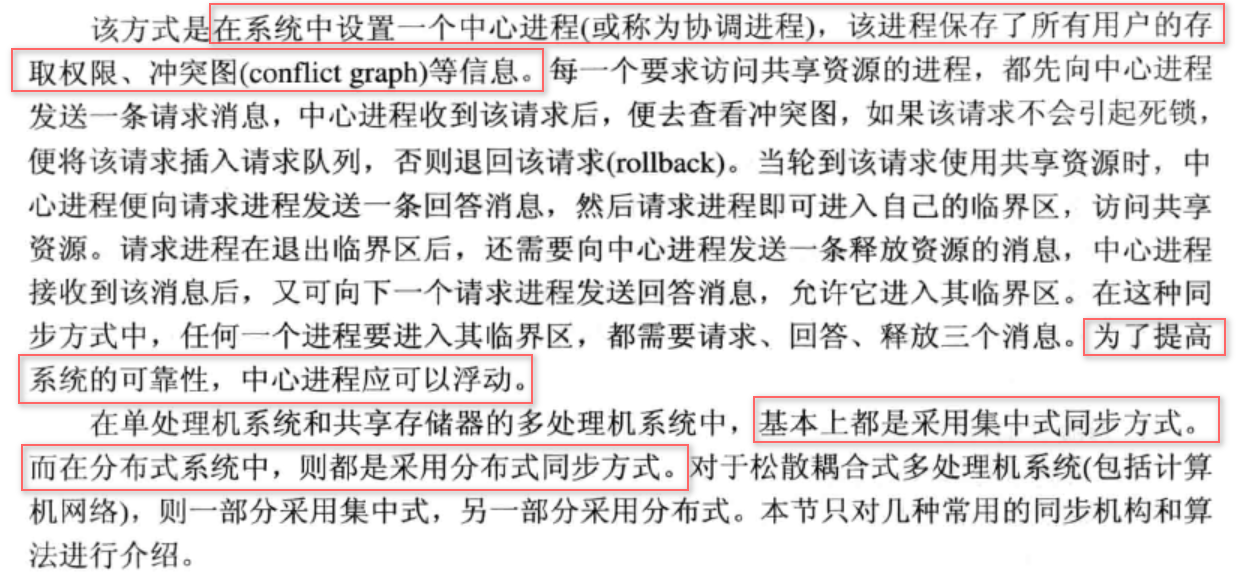 该方式是在系统中设置一个中心进程(或称为协调进程)，该进程保存了所有用户的存
取权限、冲突图(conflict graph)等信息。每一个要求访问共享资源的进程，都先向中心进程
发送一条请求消息，中心进程收到该请求后，便去查看冲突图，如果该请求不会引起死锁，
便将该请求插入请求队列，否则退回该请求(rollback)。当轮到该请求使用共享资源时，中
心进程便向请求进程发送一条回答消息，然后请求进程即可进入自己的临界区，访问共享
资源。请求进程在退出临界区后，还需要向中心进程发送一条释放资源的消息，中心进程
接收到该消息后，又可向下一个请求进程发送回答消息，允许它进入其临界区。在这种同
步方式中，任何一个进程要进入其临界区，都需要请求、回答、释放三个消息。为了提高
系统的可靠性，中心进程应可以浮动。
在单处理机系统和共享存储器的多处理机系统中，基本上都是采用集中式同步方式。
而在分布式系统中，则都是采用分布式同步方式。对于松散耦合式多处理机系统(包括计算
机网络)，则一部分采用集中式，另一部分采用分布式。本节只对几种常用的同步机构和算
法进行介绍。